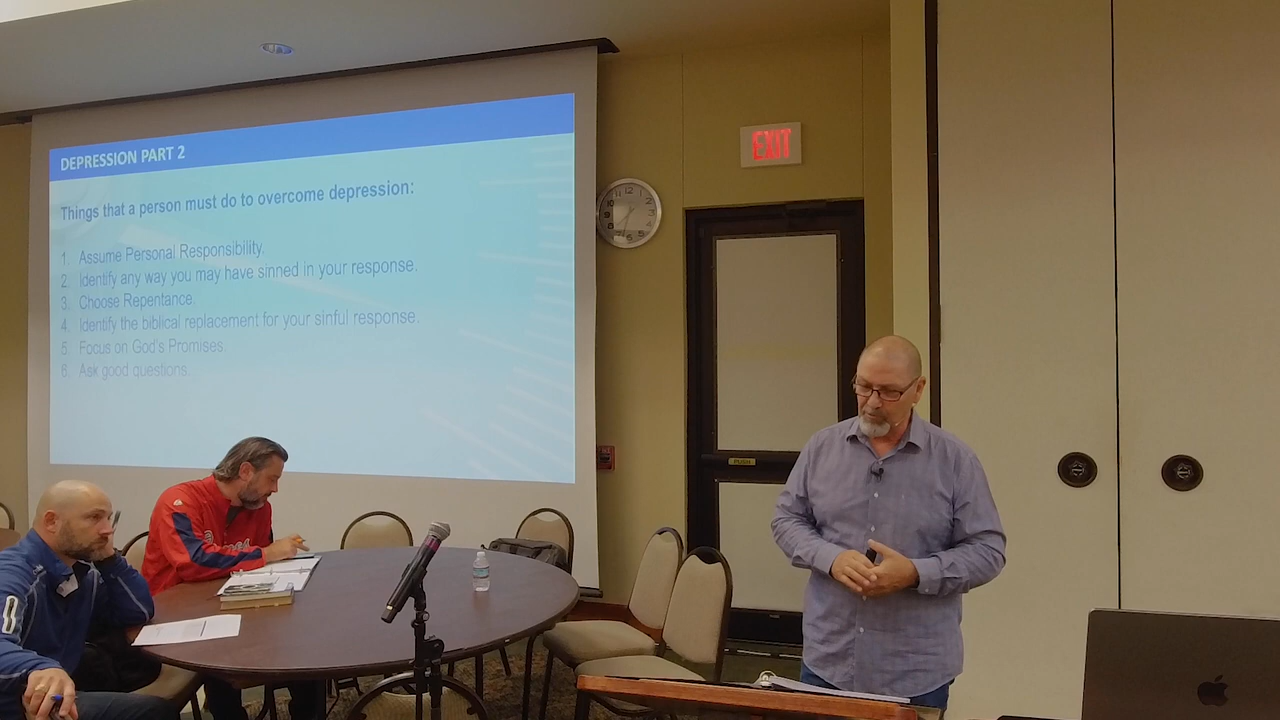 DEPRESSION PART 2
Things that a person must do to overcome depression:
1. Assume Personal Responsibility.
2. Identify any way you may have sinned in your response.
3. Choose Repentance.
4. Identify the biblical replacement for your sinful response.
5. Focus on God's Promises.
6. Ask good questions.
EXIT
PUSH